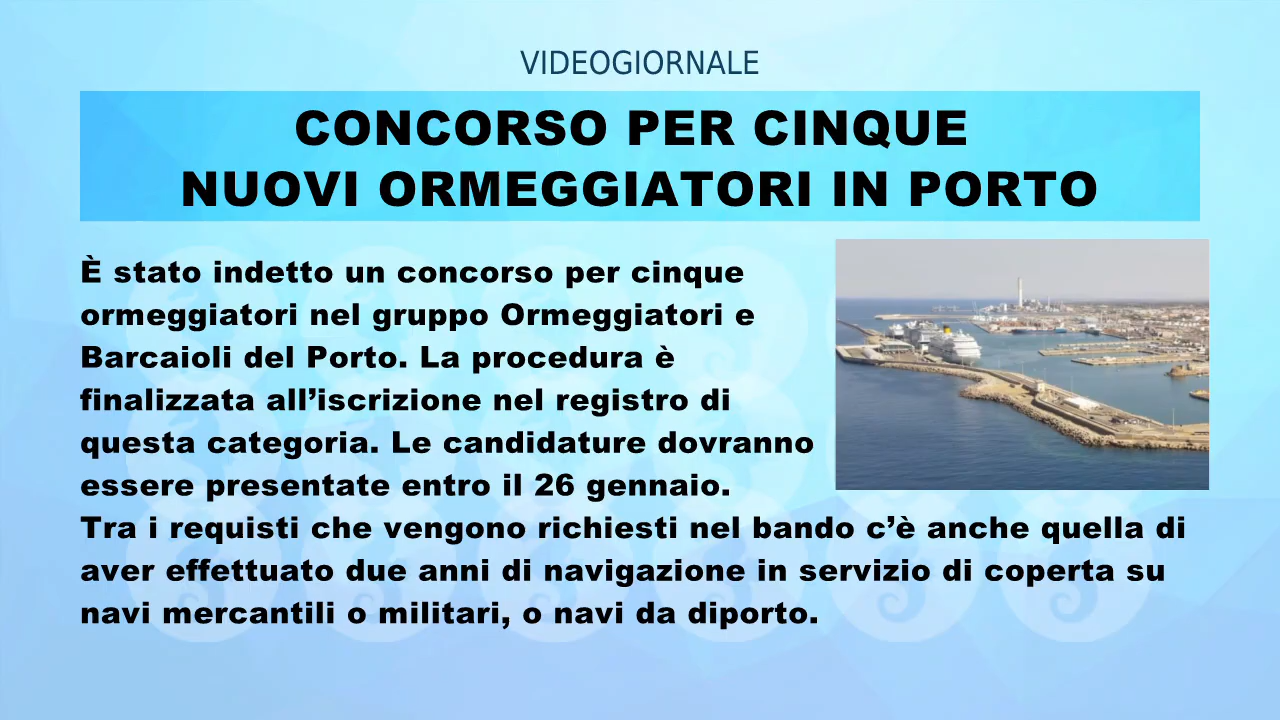 VIDEOGIORNALE
CONCORSO PER CINQUE
NUOVI ORMEGGIATORI IN PORTO
È stato indetto un concorso per cinque
ormeggiatori nel gruppo Ormeggiatori e
Barcaioli del Porto. La procedura è
finalizzata all’iscrizione nel registro di
questa categoria. Le candidature dovranno
essere presentate entro il 26 gennaio.
Tra i requisti che vengono richiesti nel bando c’è anche quella di
aver effettuato due anni di navigazione in servizio di coperta su
navi mercantili o militari, o navi da diporto.